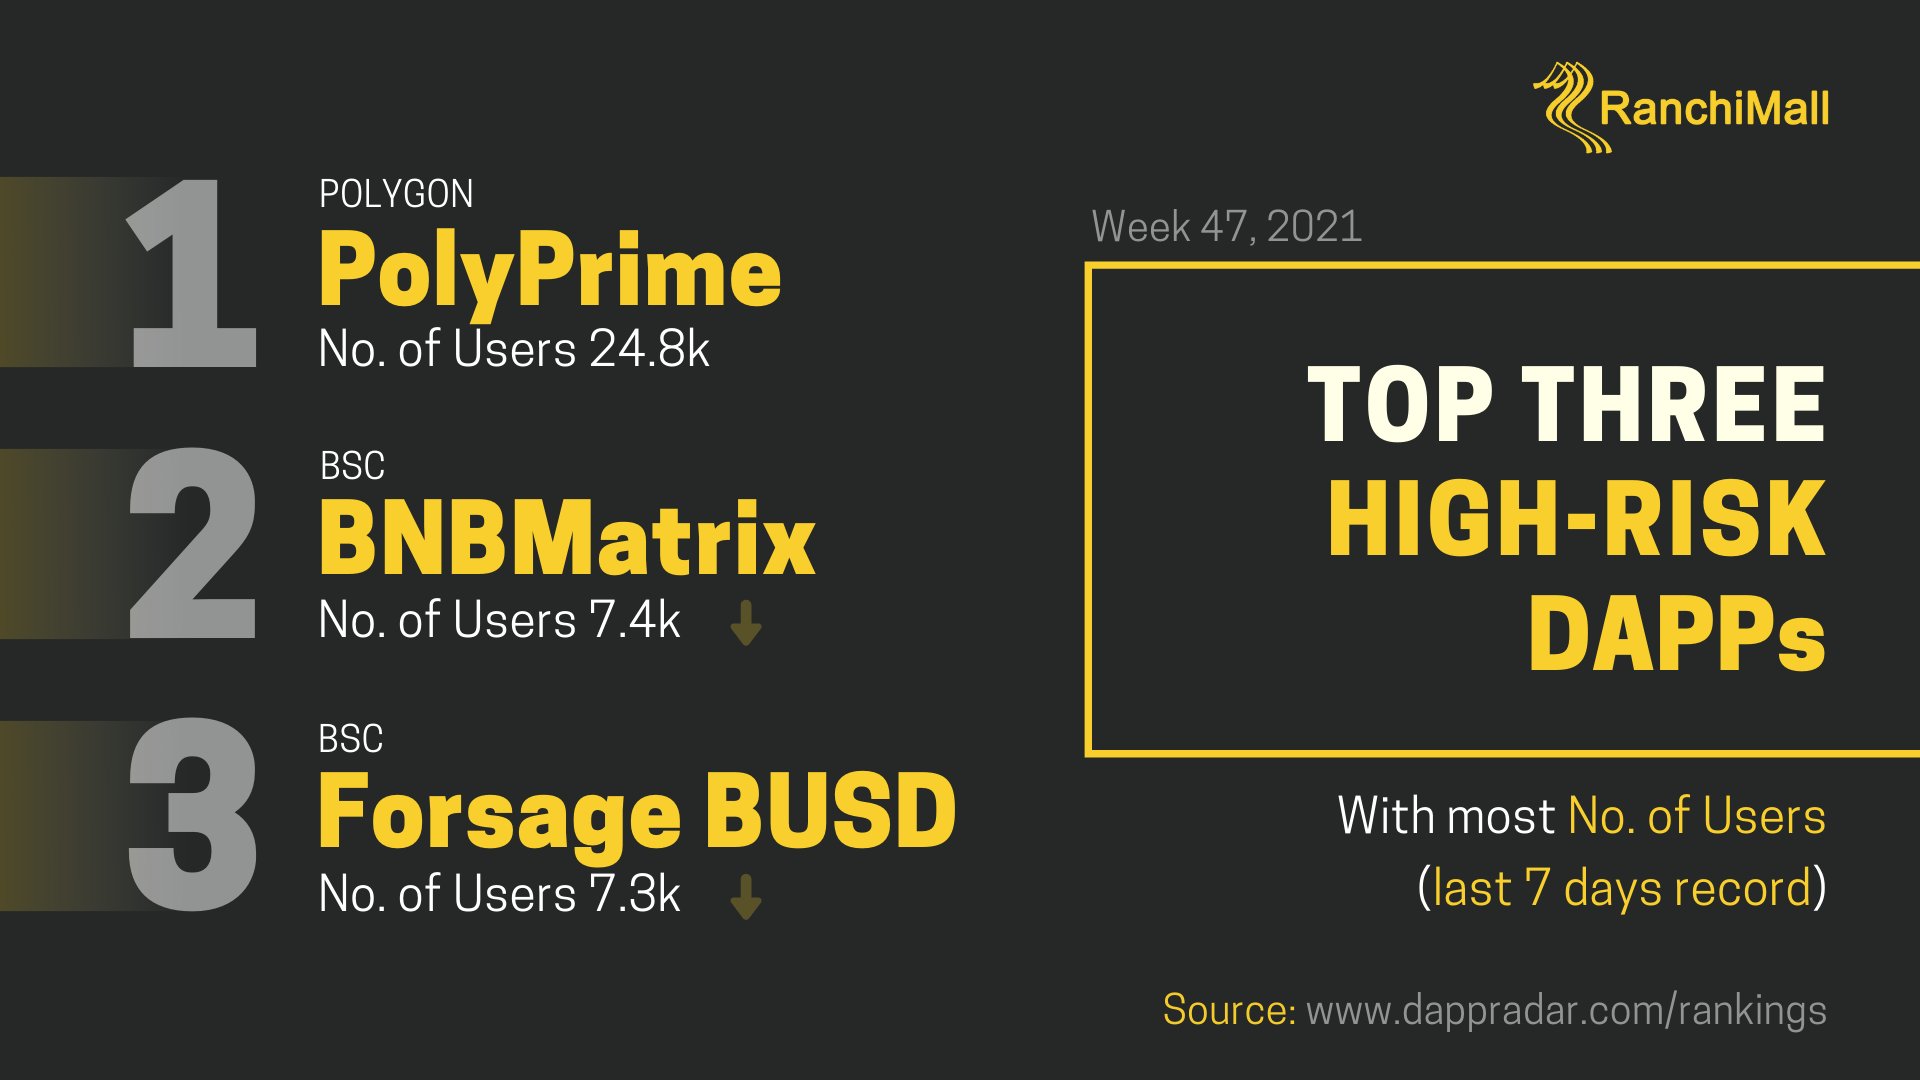 RanchiMall
Week 47, 2021
TOP THREE
HIGH-RISK
DAPPs
With most No. of Users
(last 7 days record)
Source: www.dappradar.com/rankings
1
POLYGON
PolyPrime
No. of Users 24.8k
2
BSC
BNBMatrix
No. of Users 7.4k
3
BSC
Forsage BUSD
No. of Users 7.3k